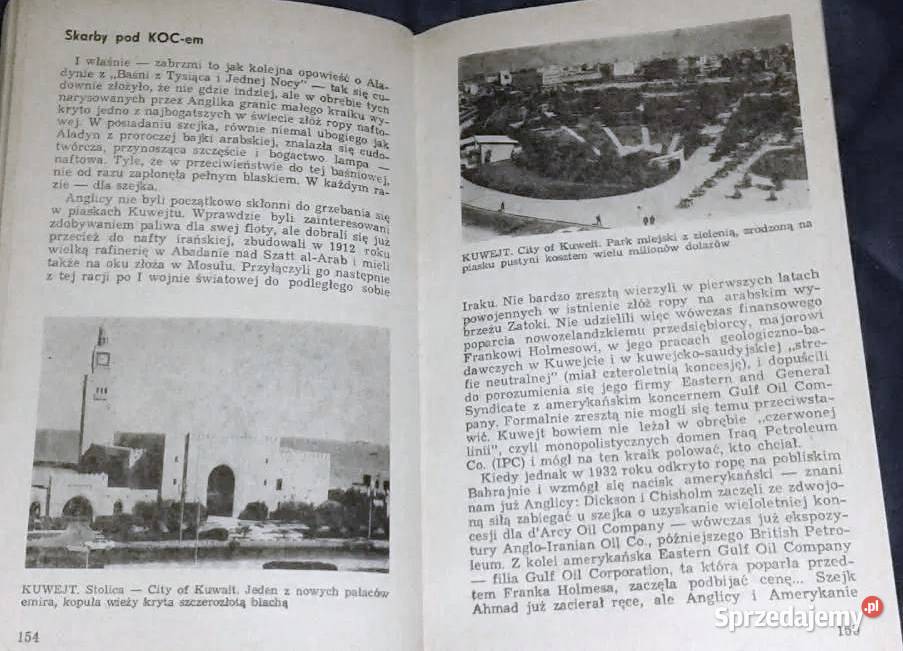 Skarby pod KOC-em
I właśnie — zabrzmi to jak kolejna opowieść o Ala-
dynie z „Baśni z Tysiąca i Jednej Nocy” — tak się cu-
downie złożyło, że nie gdzie indziej, ale w obrębie tych
narysowanych przez Anglika granic małego kraiku wy-
kryto jedno z najbogatszych w świecie złóż ropy nafto-
wej. W posiadaniu szejka, równie niemal ubogiego jak
Aladyn z proroczej bajki arabskiej, znalazła się cudo-
twórcza, przynosząca szczęście i bogactwo lampa —
naftowa. Tyle, że w przeciwieństwie do tej baśniowej,
nie od razu zapłonęła pełnym blaskiem. W każdym ra-
zie — dla szejka.
Anglicy nie byli początkowo skłonni do grzebania się
w piaskach Kuwejtu. Wprawdzie byli zainteresowani
zdobywaniem paliwa dla swej floty, ale dobrali się już
przecież do nafty irańskiej, zbudowali w 1912 roku
wielką rafinerię w Abadanie nad Szatt al-Arab i mieli
także na oku złoża w Mosulu. Przyłączyli go następnie
z tej racji po I wojnie światowej do podległego sobie
KUWEJT. Stolica — City of Kuwait. Jeden z nowych pałaców
emira, kopuła wieży kryta szczerozłotą blachą
154
KUWEJT. City of Kuweit. Park miejski z zielenią, zrodzoną na
piasku pustyni kosztem wielu milionów dolarów
Iraku. Nie bardzo zresztą wierzyli w pierwszych latach
powojennych w istnienie złóż ropy na arabskim wy-
brzeżu Zatoki. Nie udzielili więc wówczas finansowego
poparcia nowozelandzkiemu przedsiębiorcy, majorowi
Frankowi Holmesowi, w jego pracach geologiczno-ba-
dawczych w Kuwejcie i w kuwejcko-saudyjskiej „stre-
fie neutralnej” (miał czteroletnią koncesję), i dopuścili
do porozumienia się jego firmy Eastern and General
Syndicate z amerykańskim koncernem Gulf Oil Com-
pany. Formalnie zresztą nie mogli się temu przeciwsta-
wić. Kuwejt bowiem nie leżał w obrębie „czerwonej
linii”, czyli monopolistycznych domen Iraq Petroleum
Co. (IPC) i mógł na ten kraik polować, kto chciał.
Kiedy jednak w 1932 roku odkryto ropę na pobliskim
Bahrajnie i wzmógł się nacisk amerykański — znani
nam już Anglicy: Dickson i Chisholm zaczęli ze zdwojo-
ną siłą zabiegać u szejka o uzyskanie wieloletniej kon-
cesji dla d'Arcy Oil Company — wówczas już ekspozy-
tury Anglo-Iranian Oil Co., późniejszego British Petro-
leum. Z kolei amerykańska Eastern Gulf Oil Company
— filia Gulf Oil Corporation, ta która poparła przed-
tem Franka Holmesa, zaczęła podbijać cenę... Szejk
Ahmad już zacierał ręce, ale Anglicy i Amerykanie
155
Sprzedajemy.pl